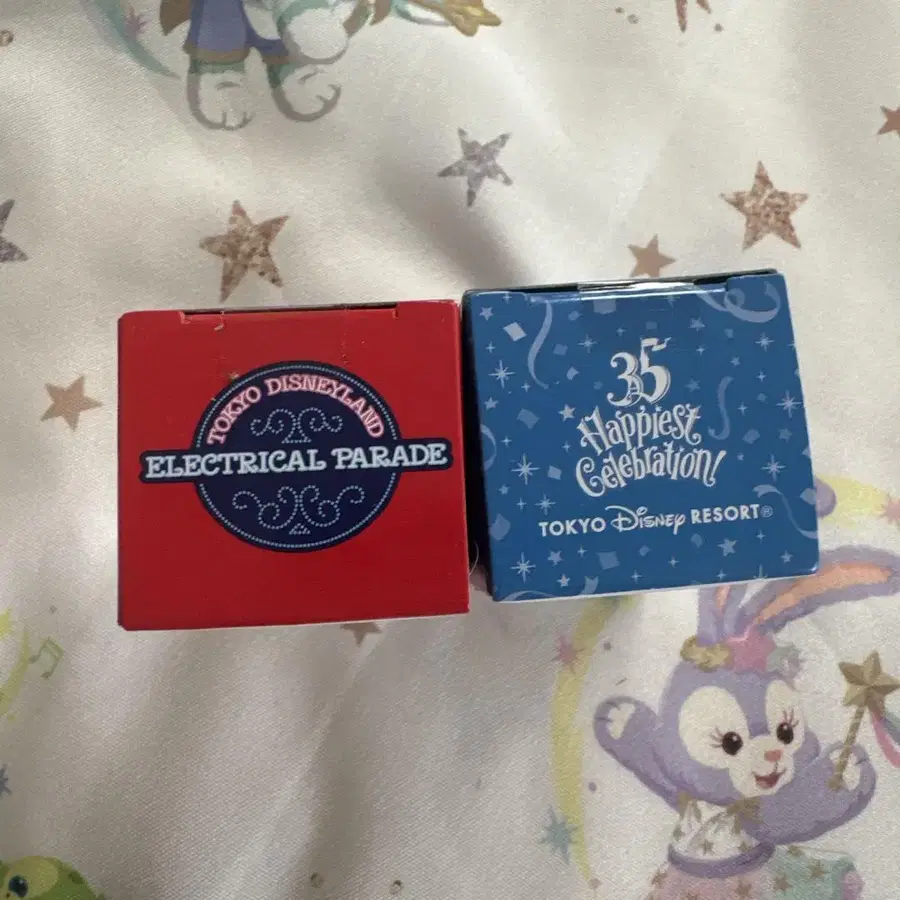 TOKYO DISNEYLAND
ELECTRICAL PARADE
35
Happiest
Celebration!
TOKYO Disney RESORT®